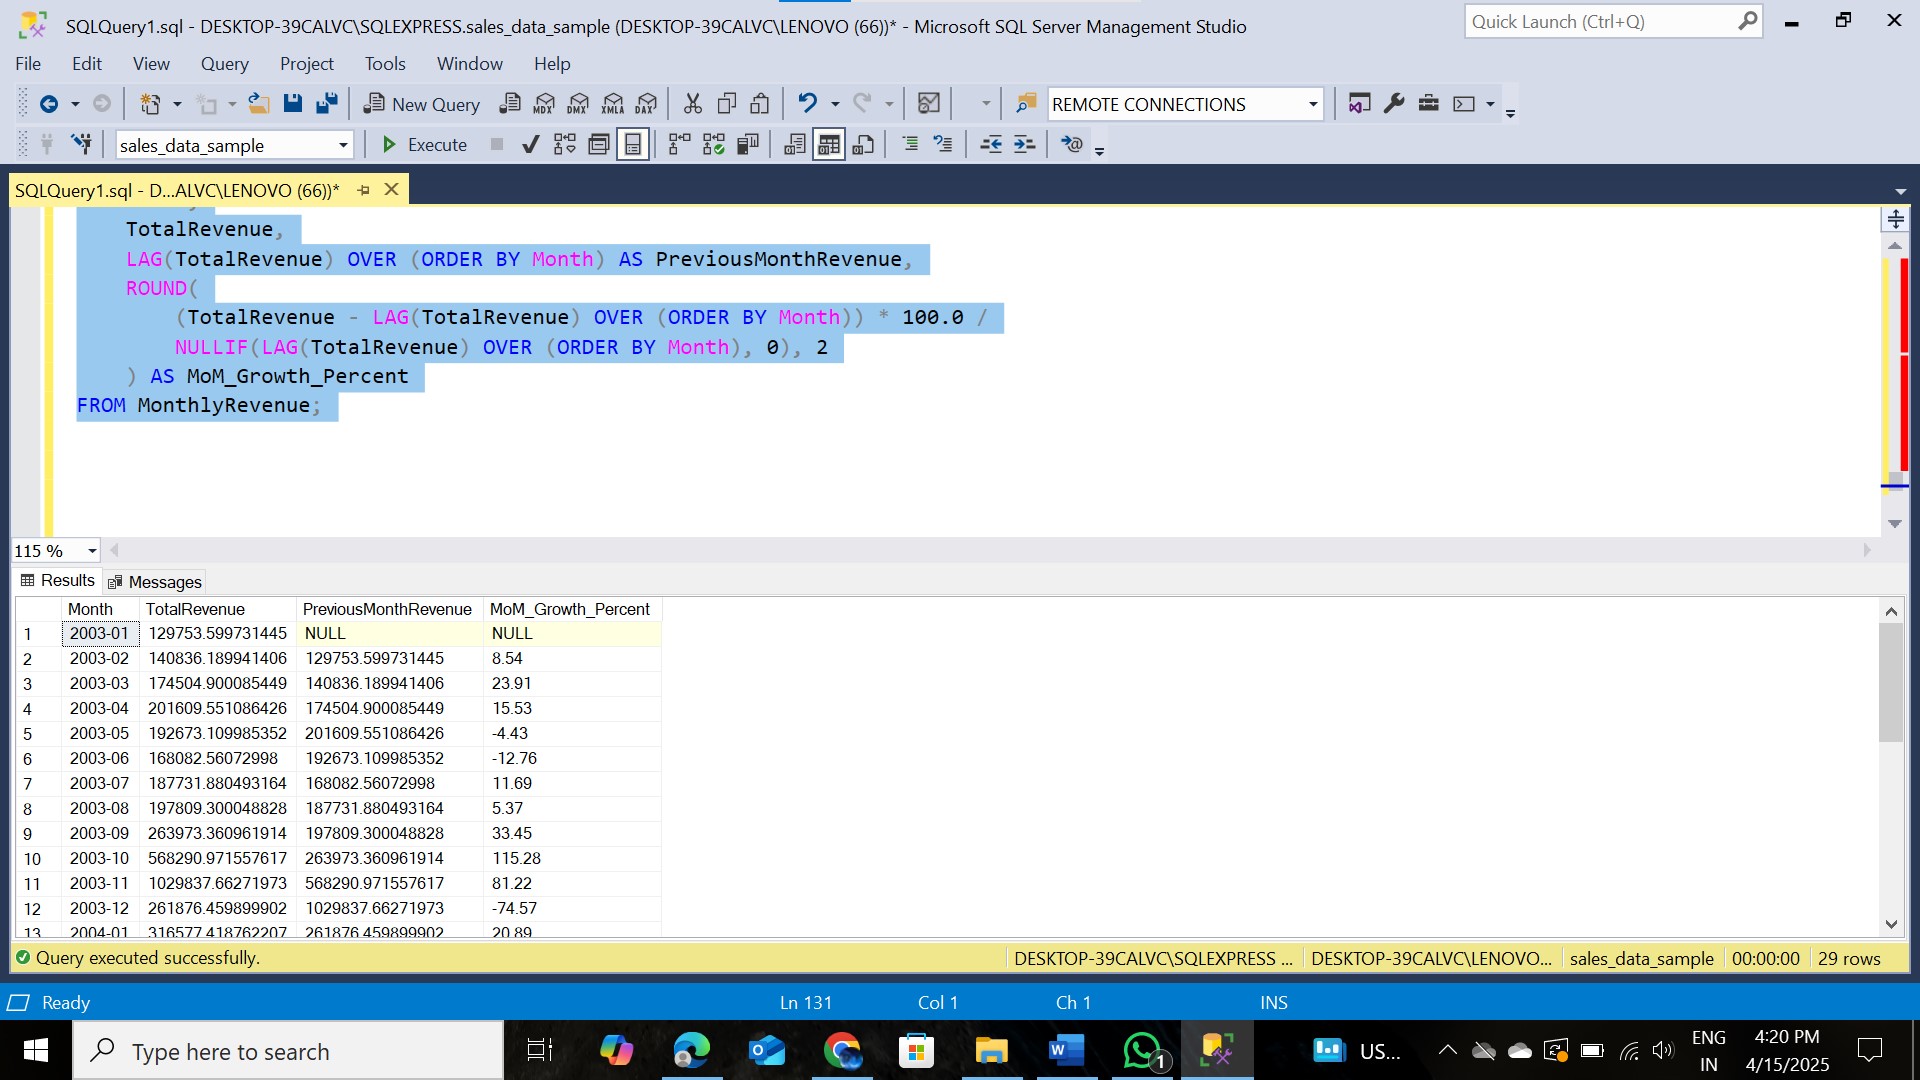 SQLQuery1.sql - DESKTOP-39CALVC\SQLEXPRESS.sales_data_sample (DESKTOP-39CALVC\LENOVO (66))* - Microsoft SQL Server Management Studio
Quick Launch (Ctrl+Q)
File Edit View Query Project Tools Window Help
New Query MDX DMX XMLA DAX REMOTE CONNECTIONS
sales_data_sample Execute
SQLQuery1.sql - D...ALVC\LENOVO (66))*
TotalRevenue,
LAG(TotalRevenue) OVER (ORDER BY Month) AS PreviousMonthRevenue,
ROUND(
(TotalRevenue - LAG(TotalRevenue) OVER (ORDER BY Month)) * 100.0 /
NULLIF(LAG(TotalRevenue) OVER (ORDER BY Month), 0), 2
) AS MoM_Growth_Percent
FROM MonthlyRevenue;
115 %
Results Messages
Month TotalRevenue PreviousMonthRevenue MoM_Growth_Percent
1 2003-01 129753.599731445 NULL NULL
2 2003-02 140836.189941406 129753.599731445 8.54
3 2003-03 174504.900085449 140836.189941406 23.91
4 2003-04 201609.551086426 174504.900085449 15.53
5 2003-05 192673.109985352 201609.551086426 -4.43
6 2003-06 168082.56072998 192673.109985352 -12.76
7 2003-07 187731.880493164 168082.56072998 11.69
8 2003-08 197809.300048828 187731.880493164 5.37
9 2003-09 263973.360961914 197809.300048828 33.45
10 2003-10 568290.971557617 263973.360961914 115.28
11 2003-11 1029837.66271973 568290.971557617 81.22
12 2003-12 261876.459899902 1029837.66271973 -74.57
13 2004-01 316577.418762207 261876.459899902 20.89
Query executed successfully. DESKTOP-39CALVC\SQLEXPRESS ... DESKTOP-39CALVC\LENOVO... sales_data_sample 00:00:00 29 rows
Ready Ln 131 Col 1 Ch 1 INS
Type here to search
1
US...
ENG
IN
4:20 PM
4/15/2025